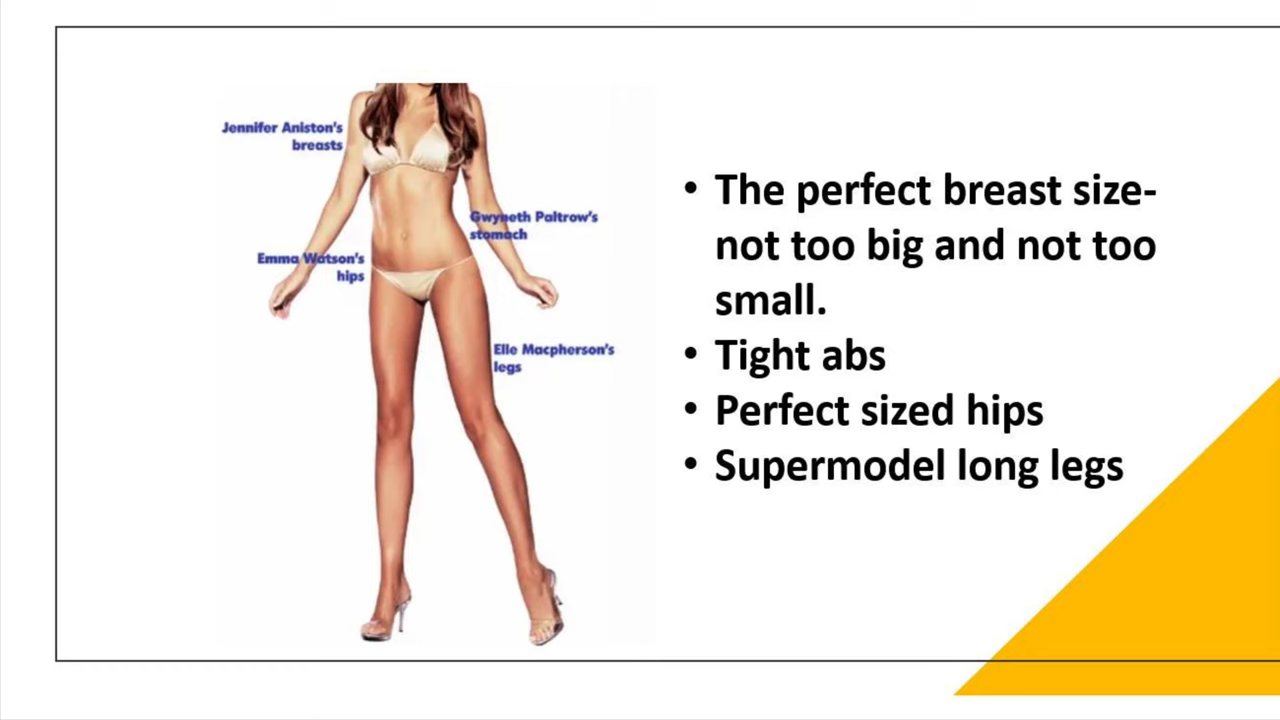 Jennifer Aniston's
breasts
Gwyneth Paltrow's
stomach
Emma Watson's
hips
Elle Macpherson's
legs
• The perfect breast size-
not too big and not too
small.
• Tight abs
• Perfect sized hips
• Supermodel long legs